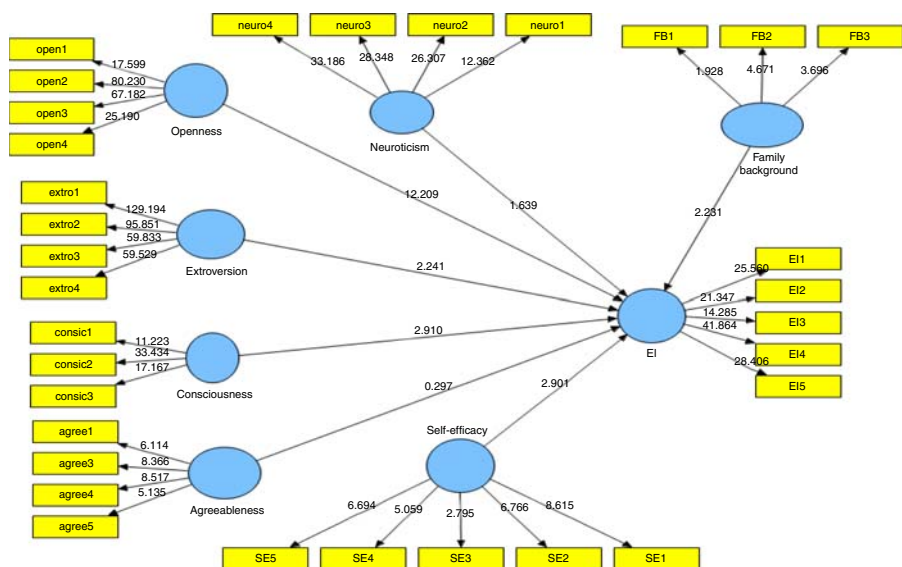 neuro4
neuro3
neuro2
neuro1
33.186
28.348
26.307
12.362
Neuroticism
FB1
FB2
FB3
1.928
4.671
3.696
Family
background
open1
open2
open3
open4
17.599
80.230
67.182
25.190
Openness
12.209
1.639
2.231
extro1
extro2
extro3
extro4
129.194
95.851
59.833
59.529
Extroversion
2.241
EI1
EI2
EI3
EI4
EI5
25.560
21.347
14.285
41.864
28.406
EI
consic1
consic2
consic3
11.223
33.434
17.167
Consciousness
2.910
0.297
2.901
agree1
agree3
agree4
agree5
6.114
8.366
8.517
5.135
Agreeableness
Self-efficacy
6.694
5.059
2.795
6.766
8.615
SE5
SE4
SE3
SE2
SE1